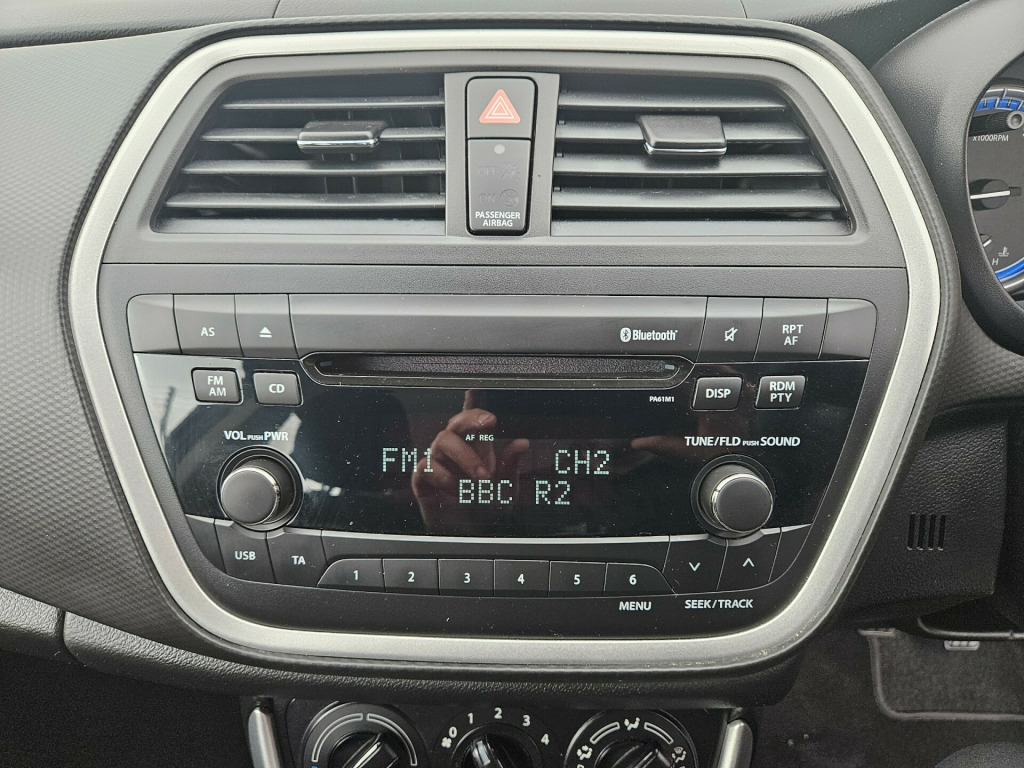 OFF
ON
PASSENGER
AIRBAG
x1000RPM
H
AS
Bluetooth
RPT
AF
FM
AM
CD
PA61M1
DISP
RDM
PTY
VOL PUSH PWR
AF REG
TUNE/FLD PUSH SOUND
FM1 CH2
BBC R2
USB
TA
1 2 3 4 5 6
MENU
SEEK/TRACK
0 1 2 3 4